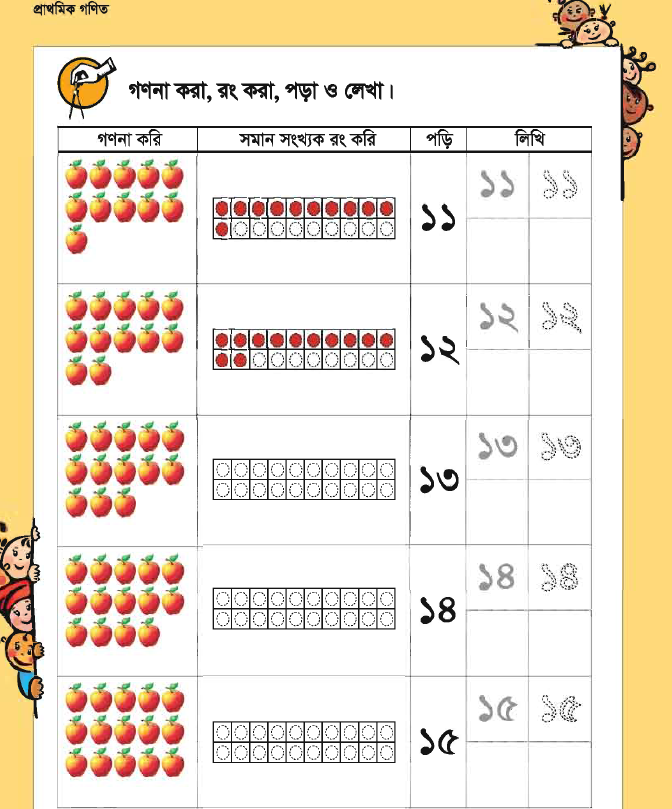 প্রাথমিক গণিত
গণনা করা, রং করা, পড়া ও লেখা।
গণনা করি সমান সংখ্যক রং করি পড়ি লিখি
১১ ১১ ১১
১২ ১২ ১২
১৩ ১৩ ১৩
১৪ ১৪ ১৪
১৫ ১৫ ১৫